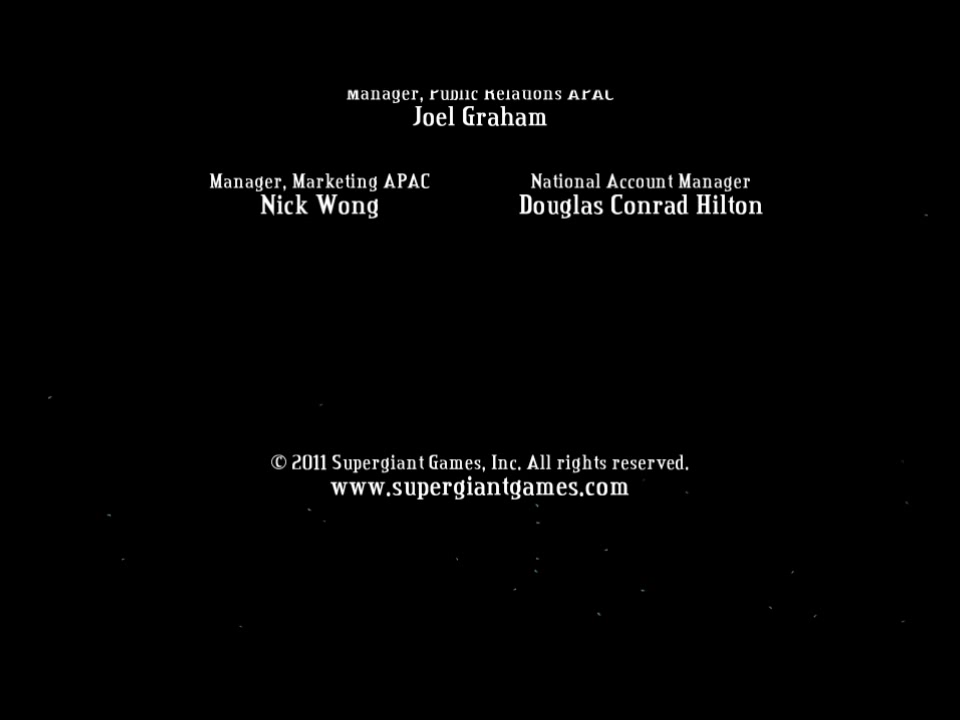 Manager, Public Relations APAC
Joel Graham
Manager, Marketing APAC
Nick Wong
National Account Manager
Douglas Conrad Hilton
© 2011 Supergiant Games, Inc. All rights reserved.
www.supergiantgames.com